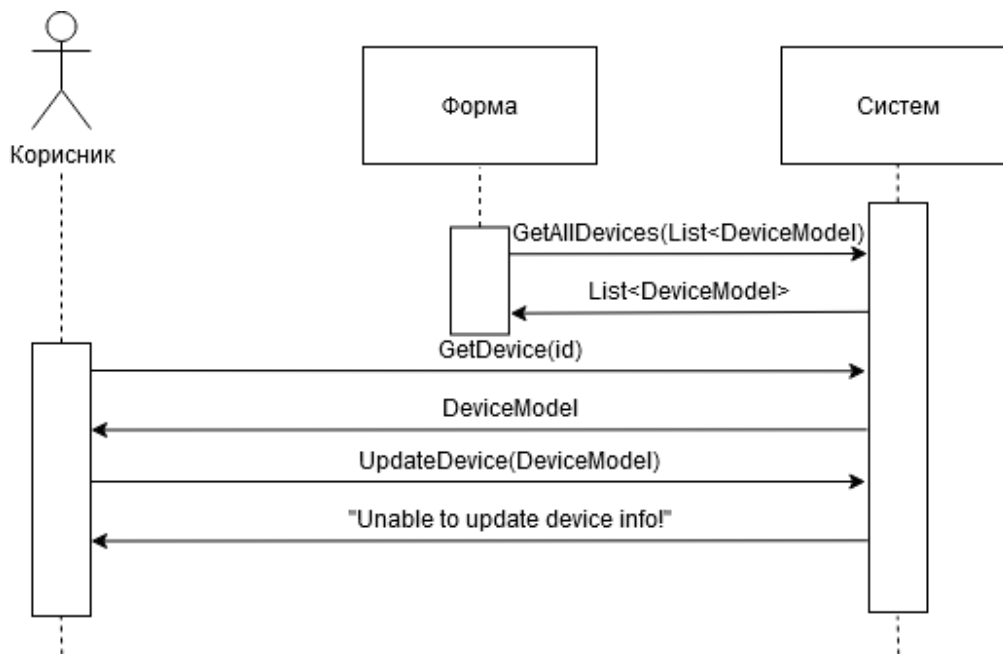 Корисник
Форма
Систем
GetAllDevices(List<DeviceModel)
List<DeviceModel>
GetDevice(id)
DeviceModel
UpdateDevice(DeviceModel)
"Unable to update device info!"